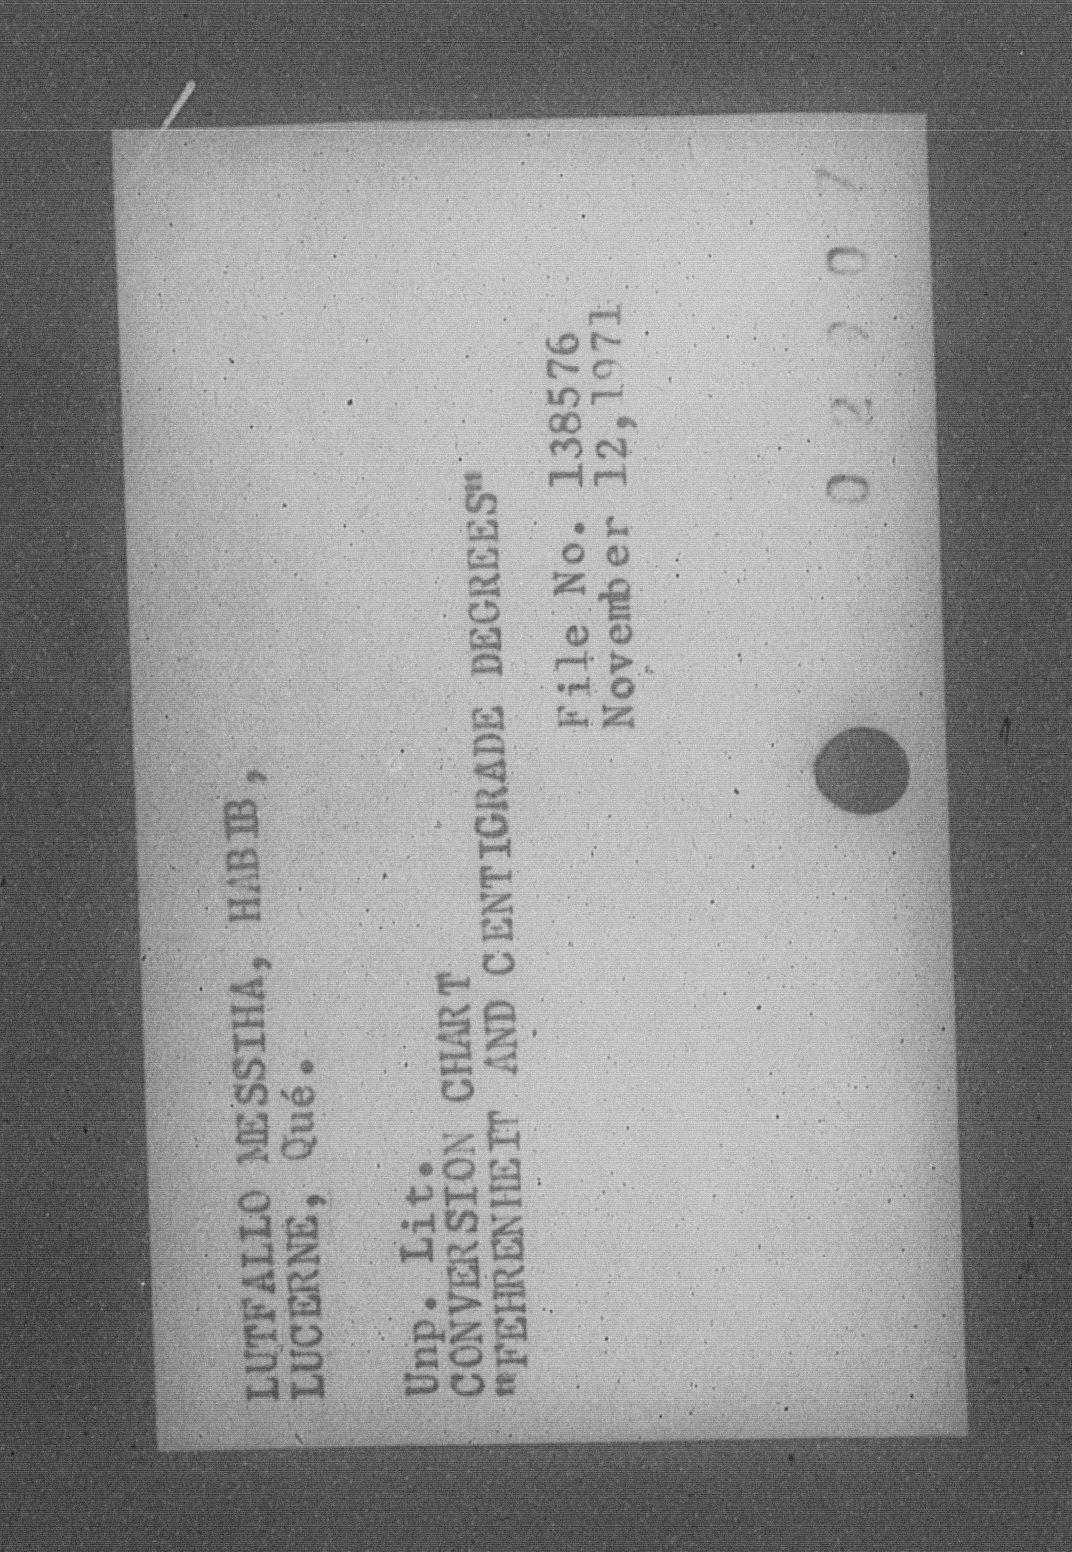 LUTFALLO MESSIHA, HABIB,
LUCERNE, Qué.
Unp. Lit.
CONVERSION CHART
"FEHRENHEIT AND CENTIGRADE DEGREES"
File No. 138576
November 12,1971